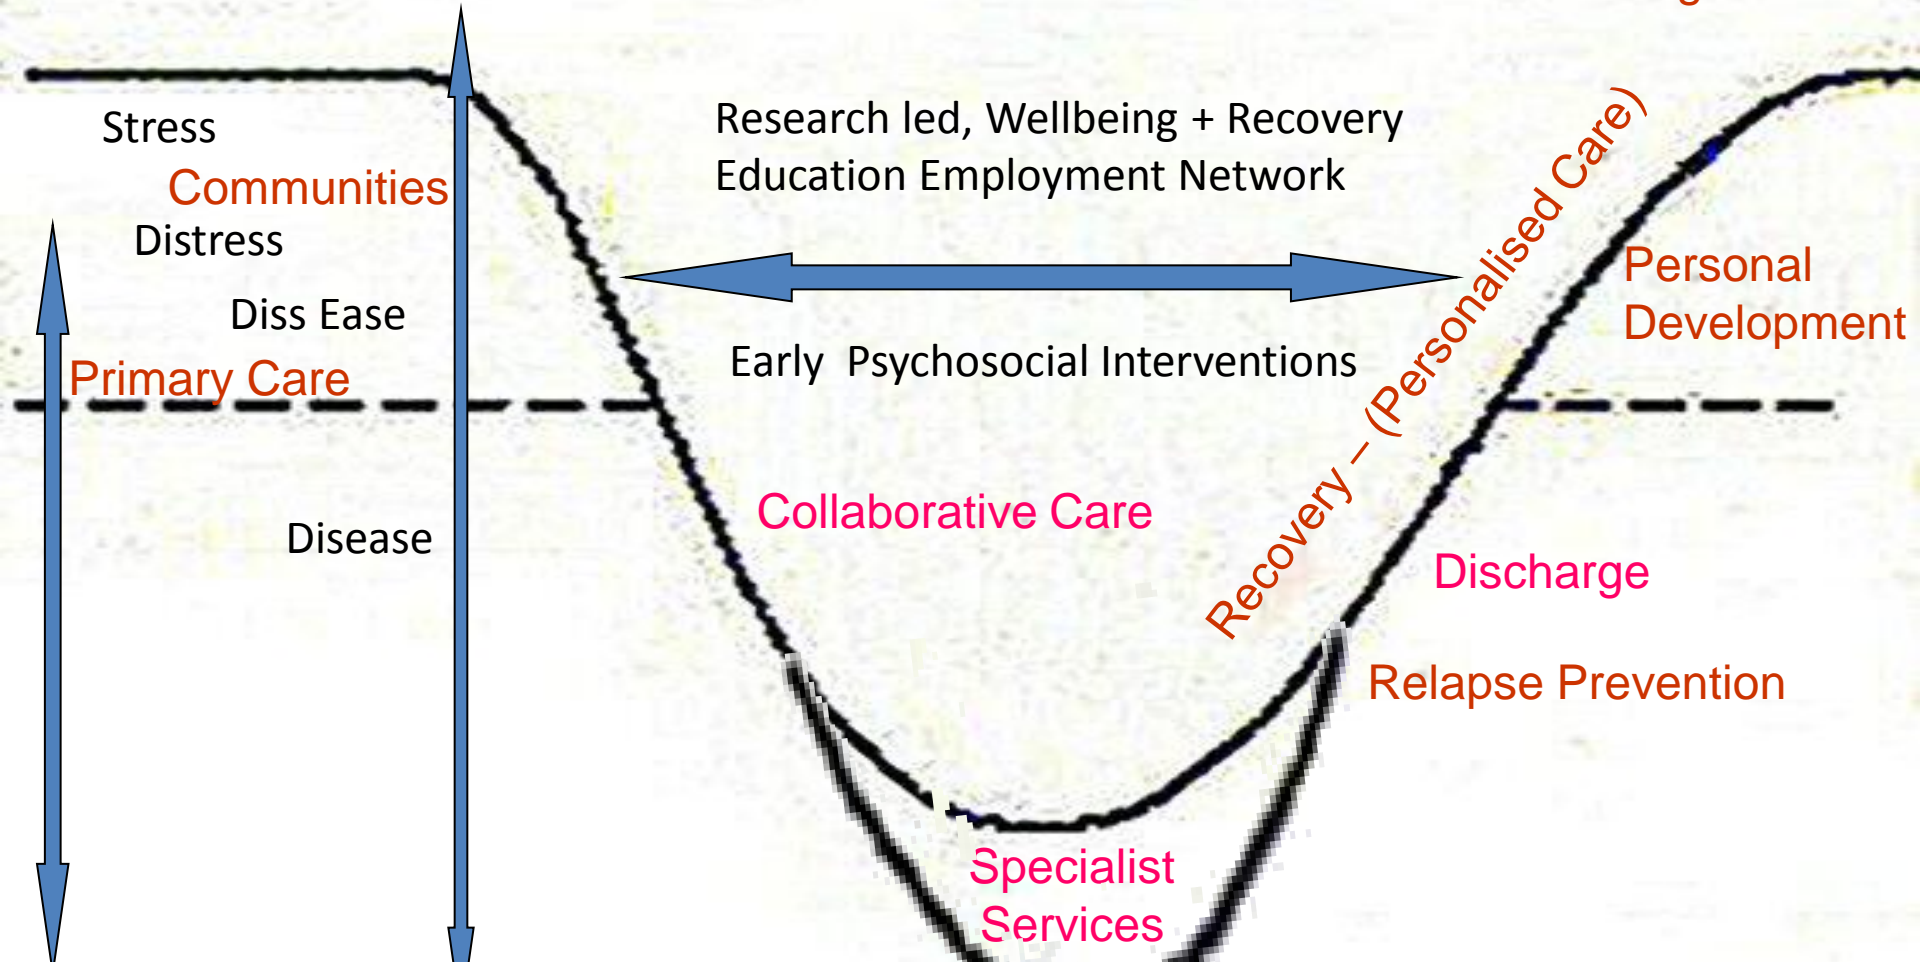 Stress
Communities
Distress
Diss Ease
Primary Care
Disease
Research led, Wellbeing + Recovery
Education Employment Network
Early  Psychosocial Interventions
Collaborative Care
Recovery – (Personalised Care)
Personal
Development
Discharge
Relapse Prevention
Specialist
Services